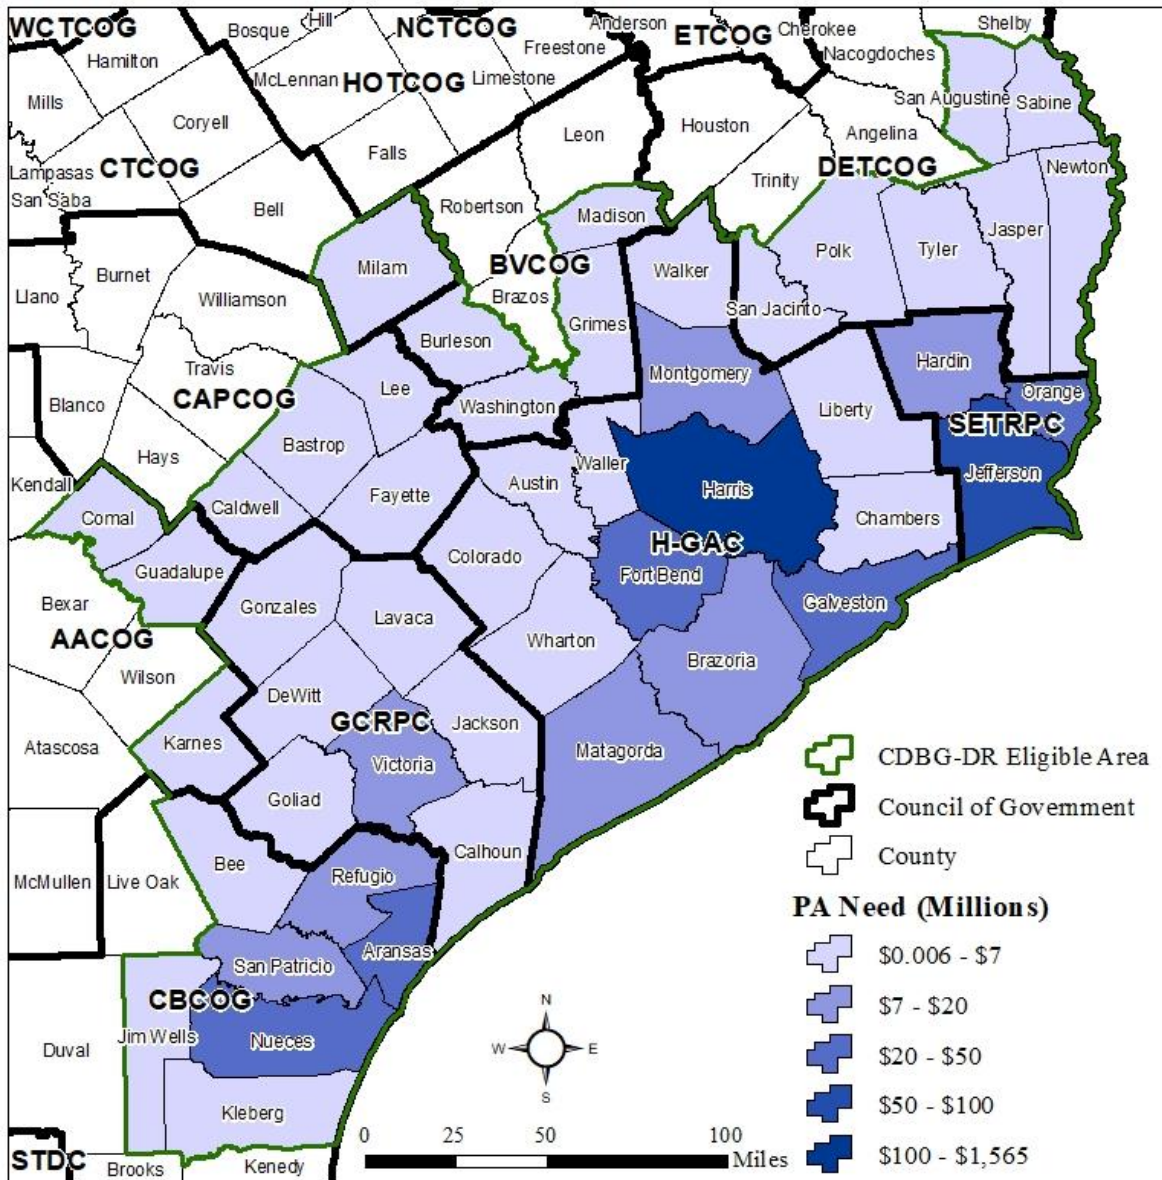 WCTCOG
Bosque
Hill
NCTCOG
Anderson
ETCOG
Cherokee
Shelby
Hamilton
Freestone
Nacogdoches
McLennan
HOTCOG
Limestone
Mills
San Augustine
Sabine
Coryell
Leon
Houston
Angelina
Lampasas
CTCOG
Falls
DETCOG
Newton
San Saba
Bell
Robertson
Madison
Trinity
Jasper
Burnet
Milam
BVCOG
Walker
Polk
Tyler
Llano
Williamson
Brazos
San Jacinto
Burleson
Grimes
Travis
Lee
Montgomery
Hardin
Blanco
CAPCOG
Washington
Liberty
Orange
Bastrop
SETRPC
Hays
Waller
Kendall
Fayette
Austin
Harris
Jefferson
Comal
Caldwell
Chambers
H-GAC
Colorado
Guadalupe
Fort Bend
Bexar
Gonzales
Lavaca
Galveston
AACOG
Wharton
Wilson
Brazoria
DeWitt
GCRPC
Jackson
Atascosa
Karnes
Victoria
Matagorda
Goliad
Calhoun
Bee
Refugio
McMullen
Live Oak
Aransas
San Patricio
CBCOG
Jim Wells
Nueces
Duval
Kleberg
STDC
Brooks
Kenedy
CDBG-DR Eligible Area
Council of Government
County
PA Need (Millions)
$0.006 - $7
$7 - $20
$20 - $50
$50 - $100
$100 - $1,565
N
W
E
S
0 25 50 100
Miles